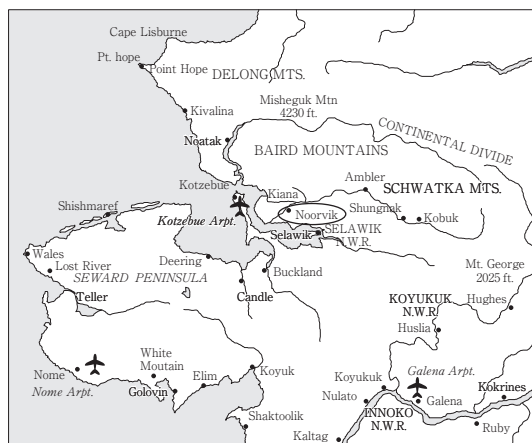 Cape Lisburne
Pt. hope
Point Hope
DELONG MTS.
Misheguk Mtn
4230 ft.
Kivalina
CONTINENTAL DIVIDE
Noatak
BAIRD MOUNTAINS
Ambler
Kotzebue
Kiana
SCHWATKA MTS.
Shishmaref
Noorvik
Shungnak
Kobuk
Kotzebue Arpt.
Selawik
SELAWIK
N.W.R.
Wales
Lost River
Deering
SEWARD PENINSULA
Buckland
Mt. George
2025 ft.
Teller
Candle
KOYUKUK
N.W.R
Hughes
Huslia
White
Moutain
Nome
Nome Arpt.
Golovin
Elim
Koyuk
Koyukuk
Galena Arpt.
Nulato
Galena
Kokrines
INNOKO
N.W.R.
Shaktoolik
Kaltag
Ruby